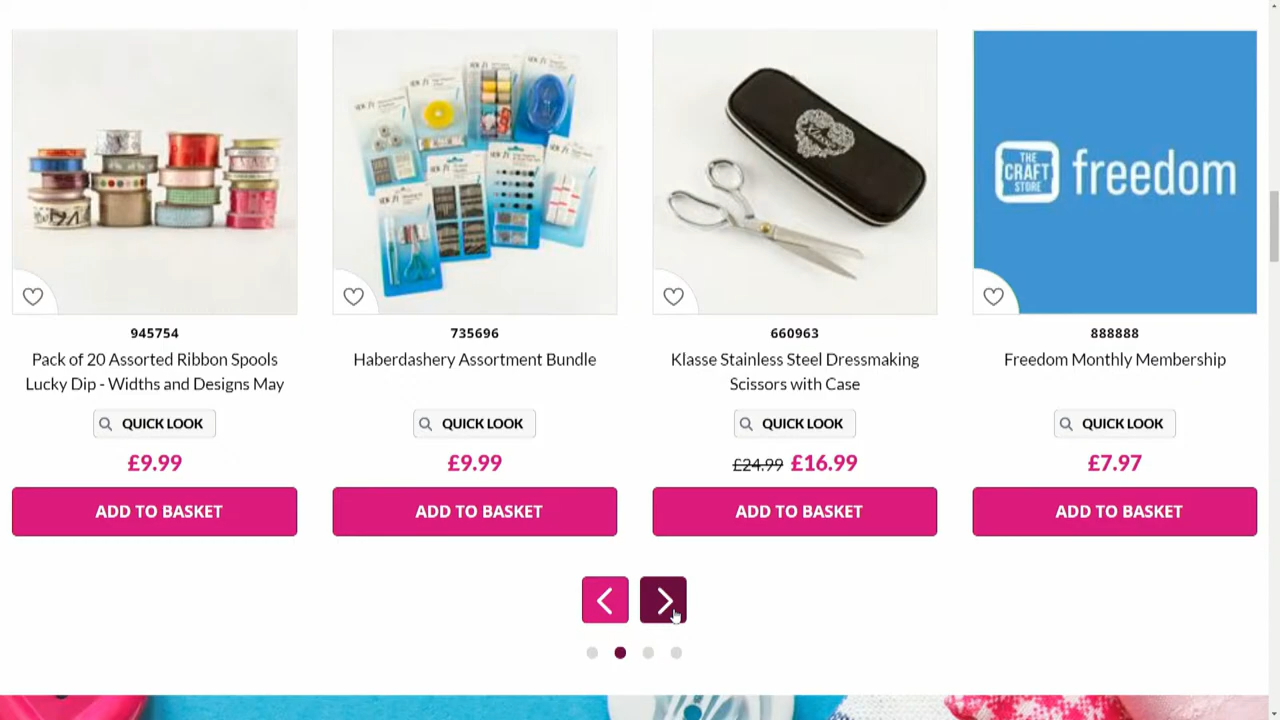 THE
CRAFT
STORE
freedom
945754
735696
660963
888888
Pack of 20 Assorted Ribbon Spools
Lucky Dip - Widths and Designs May
Haberdashery Assortment Bundle
Klasse Stainless Steel Dressmaking
Scissors with Case
Freedom Monthly Membership
QUICK LOOK
QUICK LOOK
QUICK LOOK
QUICK LOOK
£9.99
£9.99
£24.99 £16.99
£7.97
ADD TO BASKET
ADD TO BASKET
ADD TO BASKET
ADD TO BASKET